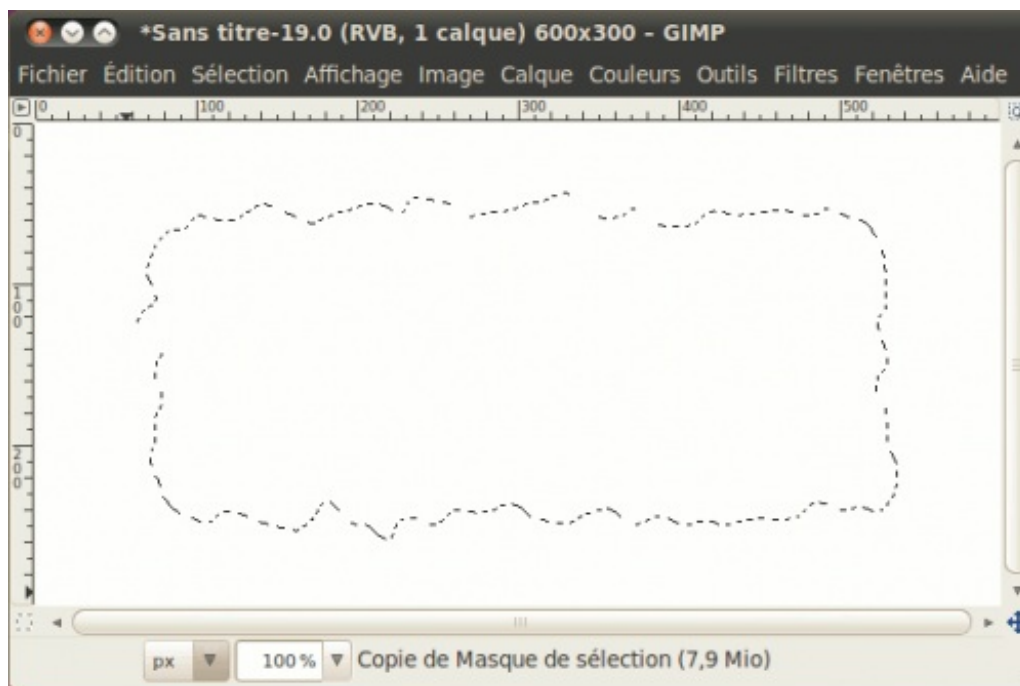 *Sans titre-19.0 (RVB, 1 calque) 600x300 – GIMP
Fichier Édition Sélection Affichage Image Calque Couleurs Outils Filtres Fenêtres Aide
0 100 200 300 400 500
0
100
200
px 100 % Copie de Masque de sélection (7,9 Mio)